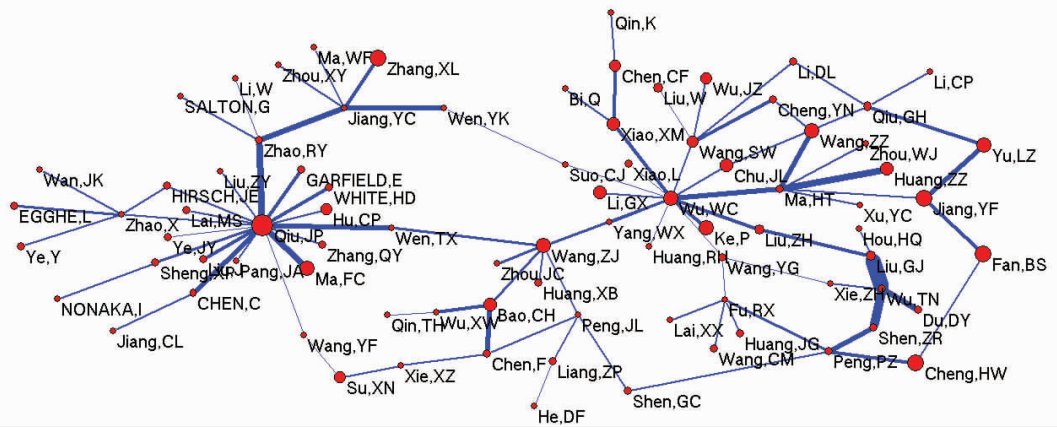 Qin,K
Ma,WF
Zhou,XY
Zhang,XL
Li,W
SALTON,G
Jiang,YC
Wen,YK
Zhao,RY
Chen,CF
Bi,Q
Liu,W
Wu,JZ
Li,DL
Li,CP
Cheng,YN
Qiu,GH
Xiao,XM
Wang,SW
Wang,ZZ
Zhou,WJ
Yu,LZ
Suo,CJ
Xiao,L
Chu,JL
Huang,ZZ
Li,GX
Wu,WC
Ma,HT
Jiang,YF
Xu,YC
Wan,JK
HIRSCH,JE
Liu,ZY
GARFIELD,E
WHITE,HD
EGGHE,L
Zhao,X
Lai,MS
Hu,CP
Qiu,JP
Wen,TX
Yang,WX
Ke,P
Liu,ZH
Hou,HQ
Ye,Y
Ye,JY
Zhang,QY
Wang,ZJ
Huang,RH
Wang,YG
Liu,GJ
Fan,BS
Sheng,XP
Pang,JA
Ma,FC
Zhou,JC
Huang,XB
Xie,ZH
Wu,TN
NONAKA,I
CHEN,C
Qin,TH
Wu,XW
Bao,CH
Peng,JL
Fu,RX
Du,DY
Jiang,CL
Wang,YF
Lai,XX
Huang,JG
Shen,ZR
Wang,CM
Peng,PZ
Su,XN
Xie,XZ
Chen,F
Liang,ZP
Cheng,HW
He,DF
Shen,GC